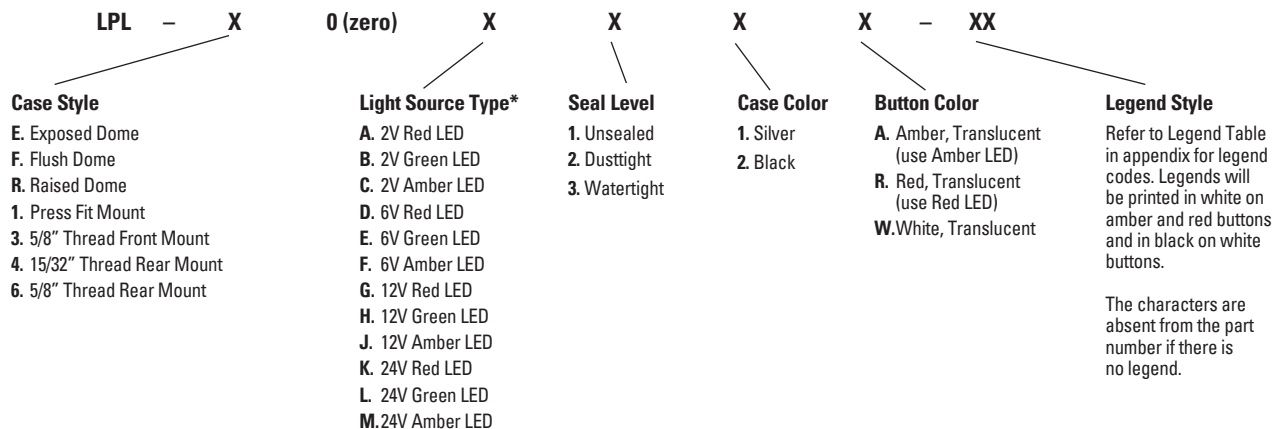 LPL – X 0 (zero) X X X X – XX
Case Style
E. Exposed Dome
F. Flush Dome
R. Raised Dome
1. Press Fit Mount
3. 5/8" Thread Front Mount
4. 15/32" Thread Rear Mount
6. 5/8" Thread Rear Mount
Light Source Type*
A. 2V Red LED
B. 2V Green LED
C. 2V Amber LED
D. 6V Red LED
E. 6V Green LED
F. 6V Amber LED
G. 12V Red LED
H. 12V Green LED
J. 12V Amber LED
K. 24V Red LED
L. 24V Green LED
M.24V Amber LED
Seal Level
1. Unsealed
2. Dusttight
3. Watertight
Case Color
1. Silver
2. Black
Button Color
A. Amber, Translucent
(use Amber LED)
R. Red, Translucent
(use Red LED)
W.White, Translucent
Legend Style
Refer to Legend Table
in appendix for legend
codes. Legends will
be printed in white on
amber and red buttons
and in black on white
buttons.
The characters are
absent from the part
number if there is
no legend.